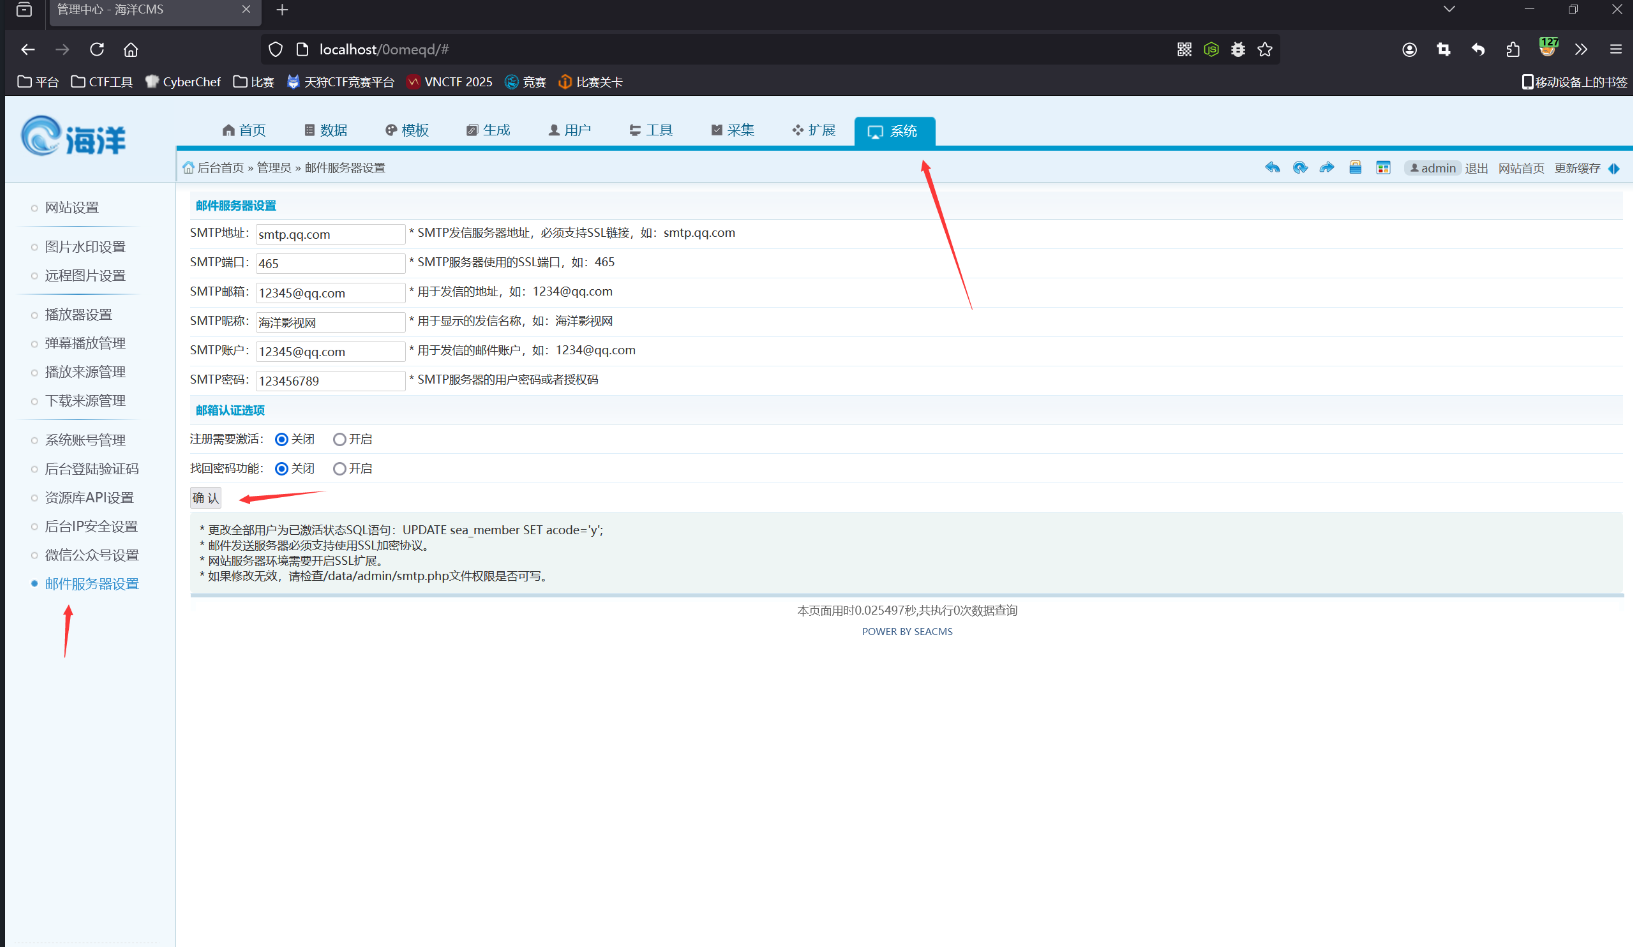 管理中心 - 海洋CMS
localhost/0omeqd/#
127
平台 CTF工具 CyberChef 比赛 天狩CTF竞赛平台 VNCTF 2025 竞赛 比赛关卡 移动设备上的书签
海洋
首页 数据 模板 生成 用户 工具 采集 扩展 系统
后台首页 » 管理员 » 邮件服务器设置
admin 退出 网站首页 更新缓存
网站设置
图片水印设置
远程图片设置
播放器设置
弹幕播放管理
播放来源管理
下载来源管理
系统账号管理
后台登陆验证码
资源库API设置
后台IP安全设置
微信公众号设置
邮件服务器设置
邮件服务器设置
SMTP地址： smtp.qq.com * SMTP发信服务器地址，必须支持SSL链接，如：smtp.qq.com
SMTP端口： 465 * SMTP服务器使用的SSL端口，如：465
SMTP邮箱： 12345@qq.com * 用于发信的地址，如：1234@qq.com
SMTP昵称： 海洋影视网 * 用于显示的发信名称，如：海洋影视网
SMTP账户： 12345@qq.com * 用于发信的邮件账户，如：1234@qq.com
SMTP密码： 123456789 * SMTP服务器的用户密码或者授权码
邮箱认证选项
注册需要激活： 关闭 开启
找回密码功能： 关闭 开启
确 认
* 更改全部用户为已激活状态SQL语句：UPDATE sea_member SET acode='y';
* 邮件发送服务器必须支持使用SSL加密协议。
* 网站服务器环境需要开启SSL扩展。
* 如果修改无效，请检查/data/admin/smtp.php文件权限是否可写。
本页面用时0.025497秒,共执行0次数据查询
POWER BY SEACMS